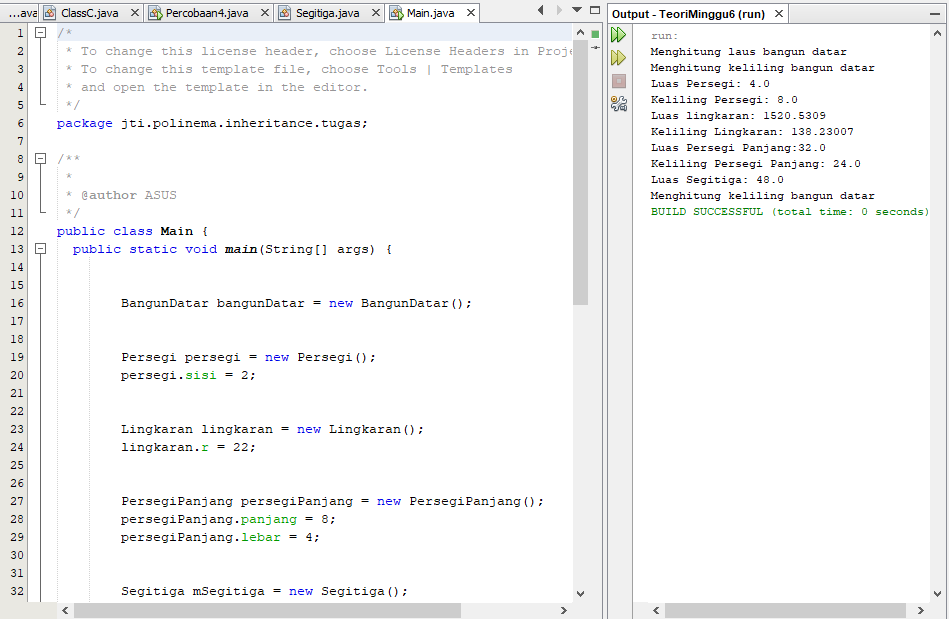 ...ava ClassC.java Percobaan4.java Segitiga.java Main.java
1 /*
2 * To change this license header, choose License Headers in Proje
3 * To change this template file, choose Tools | Templates
4 * and open the template in the editor.
5 */
6 package jti.polinema.inheritance.tugas;
7
8 /**
9 *
10 * @author ASUS
11 */
12 public class Main {
13 public static void main(String[] args) {
14
15
16 BangunDatar bangunDatar = new BangunDatar();
17
18
19 Persegi persegi = new Persegi();
20 persegi.sisi = 2;
21
22
23 Lingkaran lingkaran = new Lingkaran();
24 lingkaran.r = 22;
25
26
27 PersegiPanjang persegiPanjang = new PersegiPanjang();
28 persegiPanjang.panjang = 8;
29 persegiPanjang.lebar = 4;
30
31
32 Segitiga mSegitiga = new Segitiga();
Output - TeoriMinggu6 (run)
run:
Menghitung laus bangun datar
Menghitung keliling bangun datar
Luas Persegi: 4.0
Keliling Persegi: 8.0
Luas lingkaran: 1520.5309
Keliling Lingkaran: 138.23007
Luas Persegi Panjang:32.0
Keliling Persegi Panjang: 24.0
Luas Segitiga: 48.0
Menghitung keliling bangun datar
BUILD SUCCESSFUL (total time: 0 seconds)